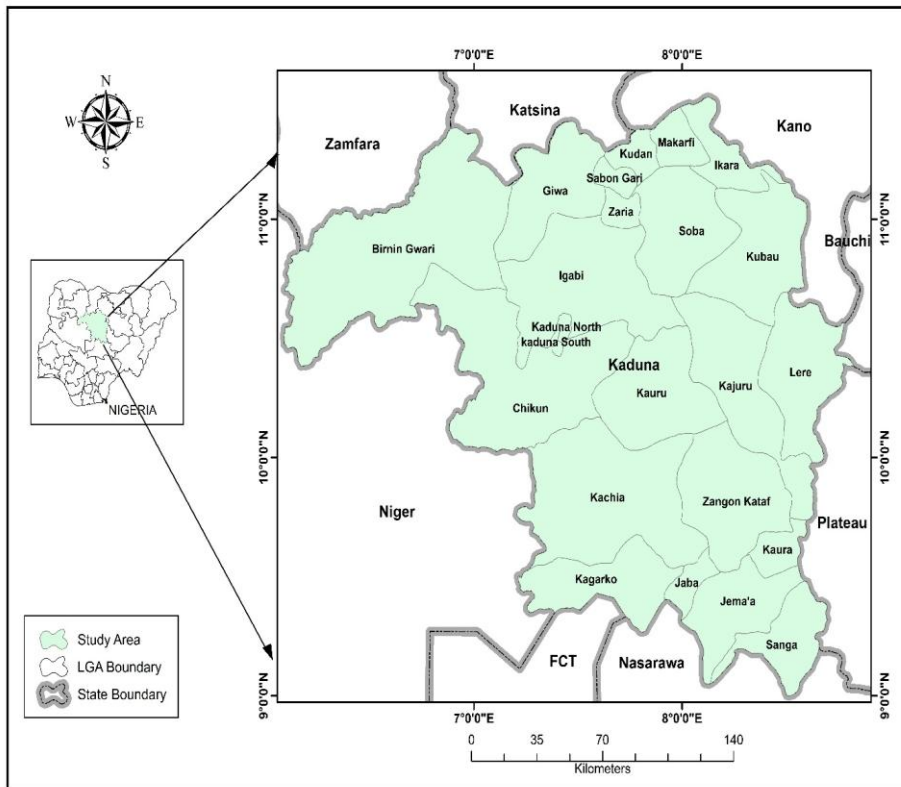 7°0'0"E
8°0'0"E
N
W
E
S
Katsina
Kano
Zamfara
Makarfi
Kudan
Ikara
Sabon Gari
Giwa
Zaria
11°0'0"N
11°0'0"N
Soba
Bauchi
Birnin Gwari
Kubau
Igabi
Kaduna North
kaduna South
Kaduna
Lere
Kajuru
Kauru
Chikun
NIGERIA
10°0'0"N
10°0'0"N
Kachia
Zangon Kataf
Niger
Plateau
Kaura
Kagarko
Jaba
Jema'a
Study Area
Sanga
LGA Boundary
FCT
Nasarawa
State Boundary
9°0'0"N
9°0'0"N
7°0'0"E
8°0'0"E
0
35
70
140
Kilometers